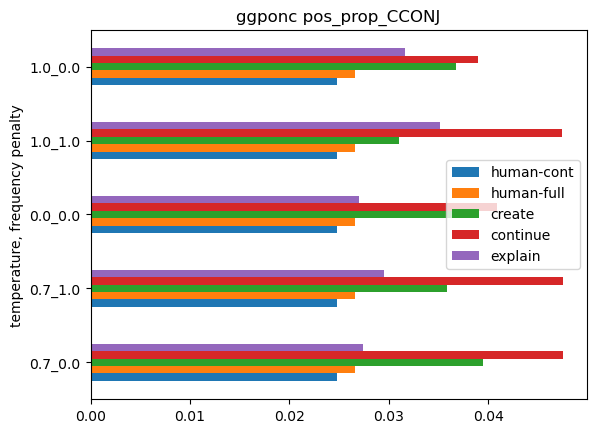 ggponc pos_prop_CCONJ
temperature, frequency penalty
1.0_0.0
1.0_1.0
0.0_0.0
0.7_1.0
0.7_0.0
human-cont
human-full
create
continue
explain
0.00 0.01 0.02 0.03 0.04